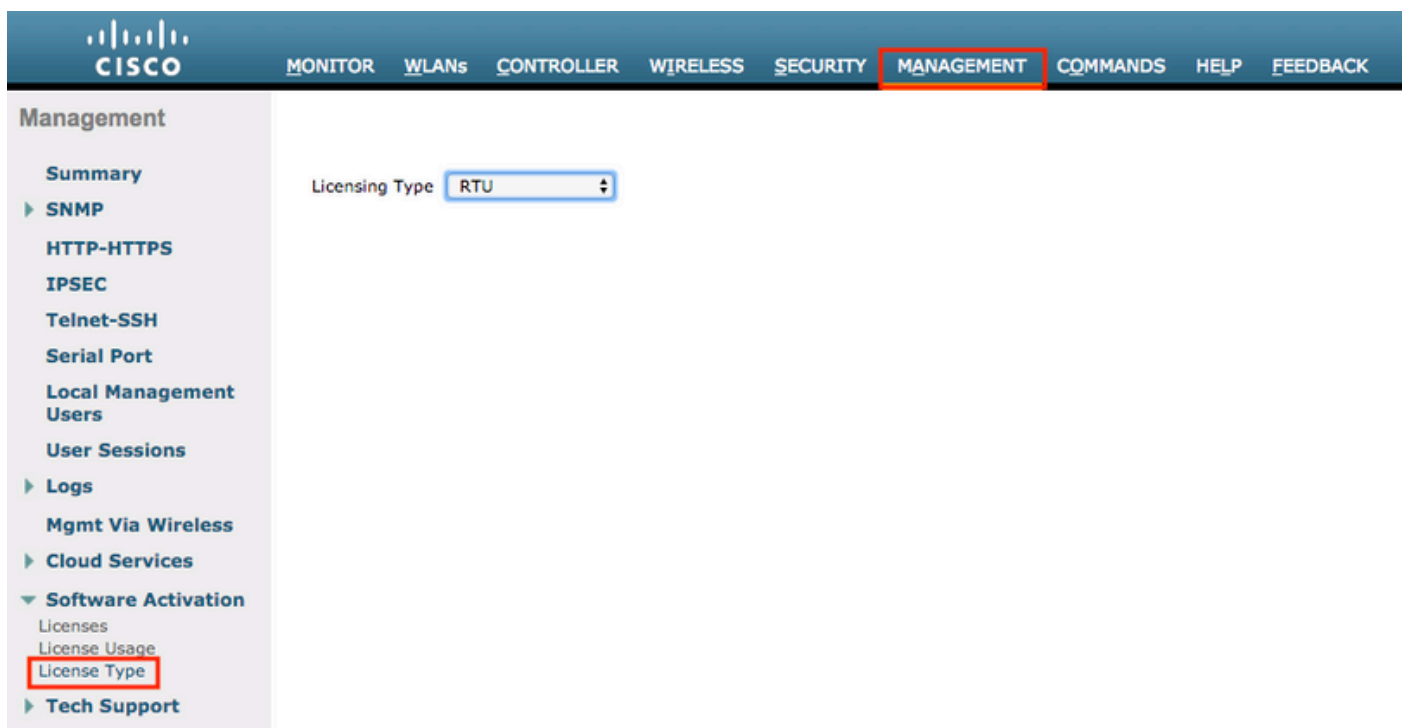 CISCO
MONITOR WLANs CONTROLLER WIRELESS SECURITY MANAGEMENT COMMANDS HELP FEEDBACK
Management
Summary
SNMP
HTTP-HTTPS
IPSEC
Telnet-SSH
Serial Port
Local Management
Users
User Sessions
Logs
Mgmt Via Wireless
Cloud Services
Software Activation
Licenses
License Usage
License Type
Tech Support
Licensing Type RTU